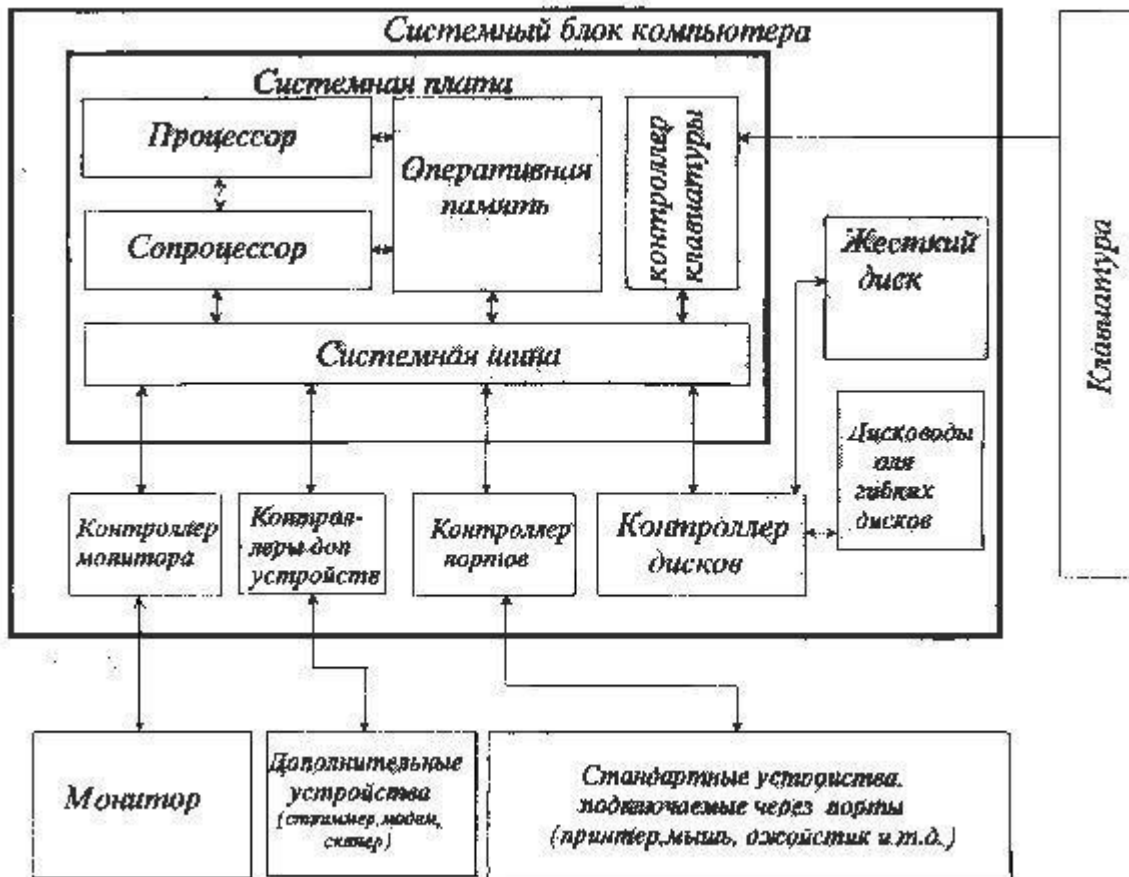 Системный блок компьютера
Системная плата
Процессор
Оперативная
память
контроллер
клавиатуры
Сопроцессор
Жесткий
диск
Клавиатура
Системная шина
Дисководы
для
гибких
дисков
Контроллер
монитора
Контрол-
леры доп
устройств
Контроллер
портов
Контроллер
дисков
Монитор
Дополнительные
устройства
(стриммер, модем,
сканер)
Стандартные устройства.
подключаемые через порты
(принтер,мышь, джойстик и.т.д.)